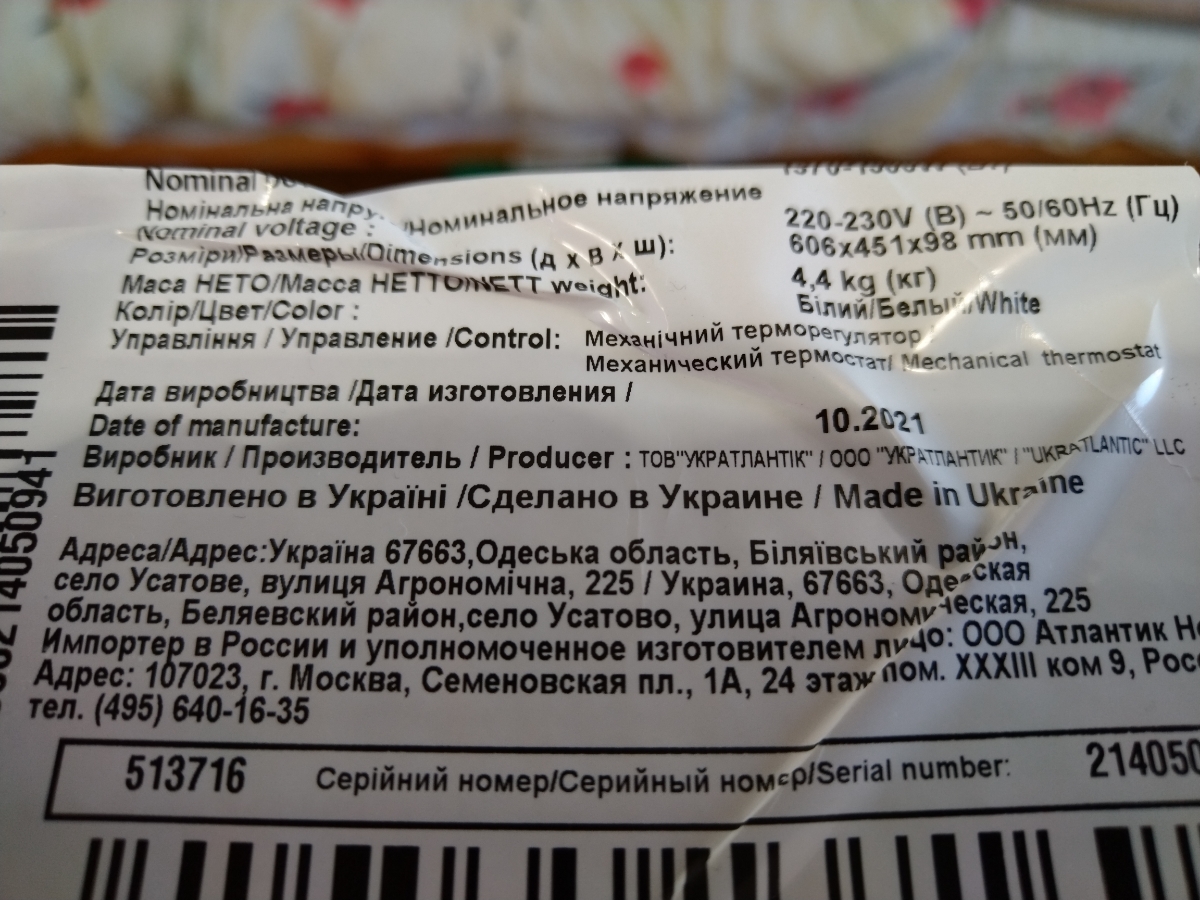 Nominal
Номінальна напру. /Номинальное напряжение
Nominal voltage : 220-230V (В) ~ 50/60Hz (Гц)
Розміри/Размеры/Dimensions (д х В х ш): 606x451x98 mm (мм)
Маса НЕТО/Масса НЕТТО/NETT weight: 4,4 kg (кг)
Колір/Цвет/Color : Білий/Белый/White
Управління / Управление /Control: Механічний терморегулятор
Механический термостат/ Mechanical thermostat
Дата виробництва /Дата изготовления /
Date of manufacture: 10.2021
Виробник / Производитель / Producer : ТОВ"УКРАТЛАНТІК" / ООО "УКРАТЛАНТИК" / "UKRATLANTIC" LLC
Виготовлено в Україні /Сделано в Украине / Made in Ukraine
Адреса/Адрес:Україна 67663,Одеська область, Біляївський район,
село Усатове, вулиця Агрономічна, 225 / Украина, 67663, Одесская
область, Беляевский район,село Усатово, улица Агрономическая, 225
Импортер в России и уполномоченное изготовителем лицо: ООО Атлантик
Адрес: 107023, г. Москва, Семеновская пл., 1А, 24 этаж пом. XXXIII ком 9,
тел. (495) 640-16-35
513716 Серійний номер/Серийный номер/Serial number: 214050